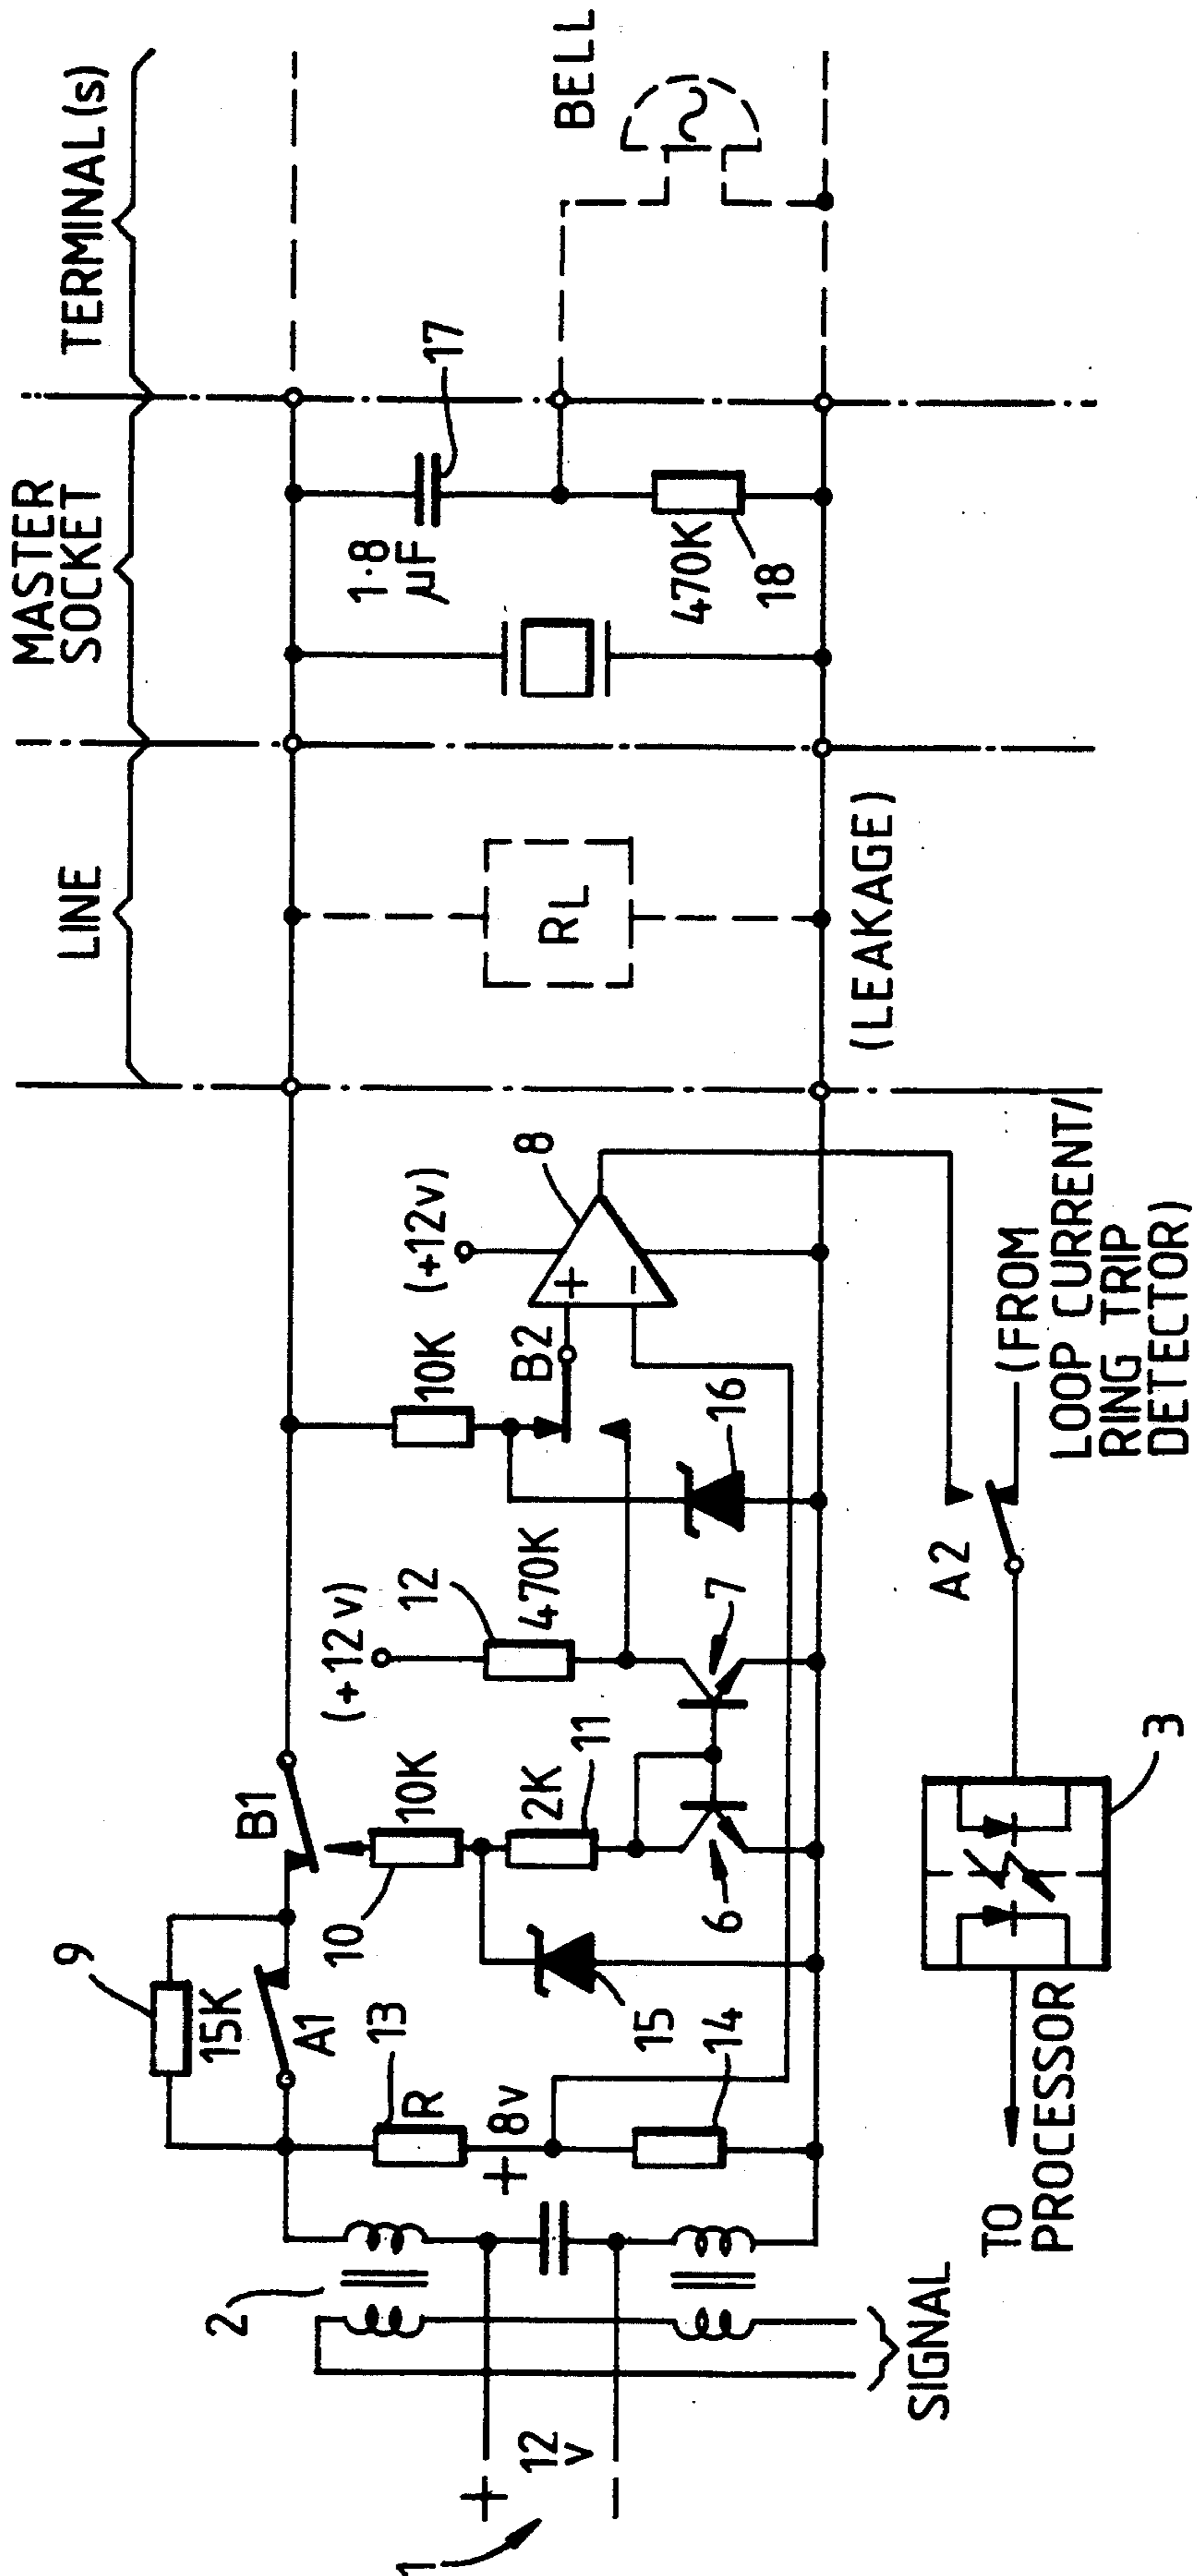 LINE
MASTER
SOCKET
TERMINAL(s)
9
15K
A1
B1
10K
10
(+12v)
12
470K
10K
B2
(+12v)
8
+
−
RL
1·8
µF
17
470K
18
BELL
2
13
R
+8v
14
15
2K
11
6
7
16
(LEAKAGE)
1
+
12
v
−
SIGNAL
TO
PROCESSOR
3
A2
(FROM
LOOP CURRENT/
RING TRIP
DETECTOR)